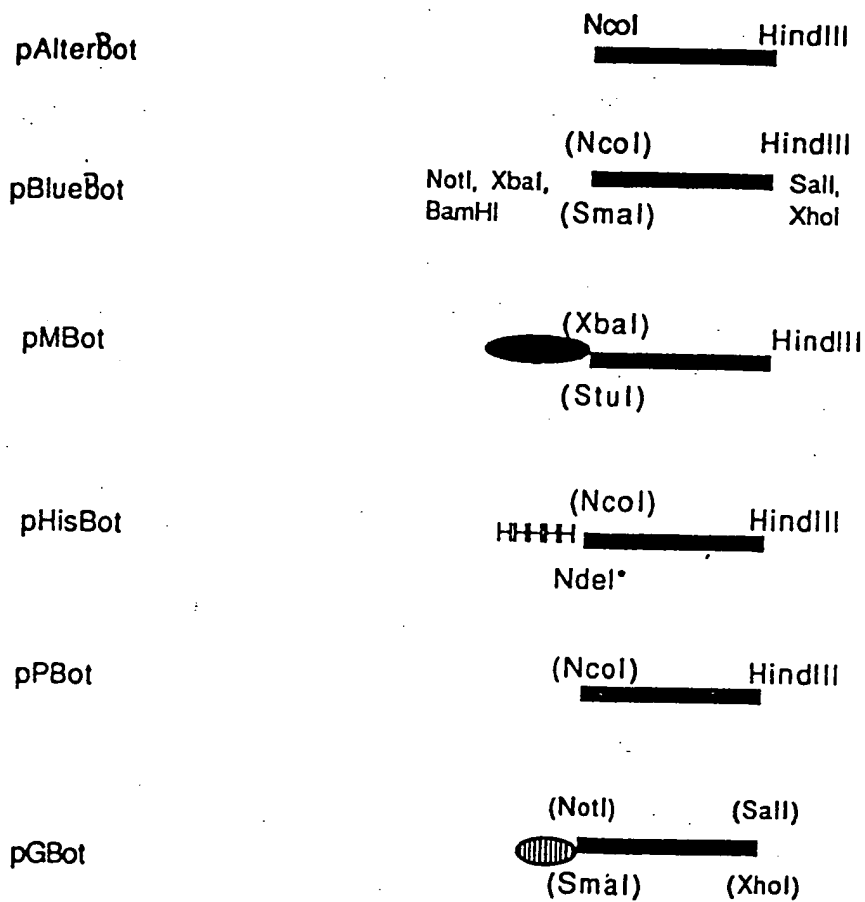 pAlterBot
NcoI
HindIII
pBlueBot
(NcoI)
HindIII
NotI, XbaI,
BamHI
(SmaI)
SalI,
XhoI
pMBot
(XbaI)
HindIII
(StuI)
pHisBot
(NcoI)
HindIII
NdeI*
pPBot
(NcoI)
HindIII
pGBot
(NotI)
(SalI)
(SmaI)
(XhoI)